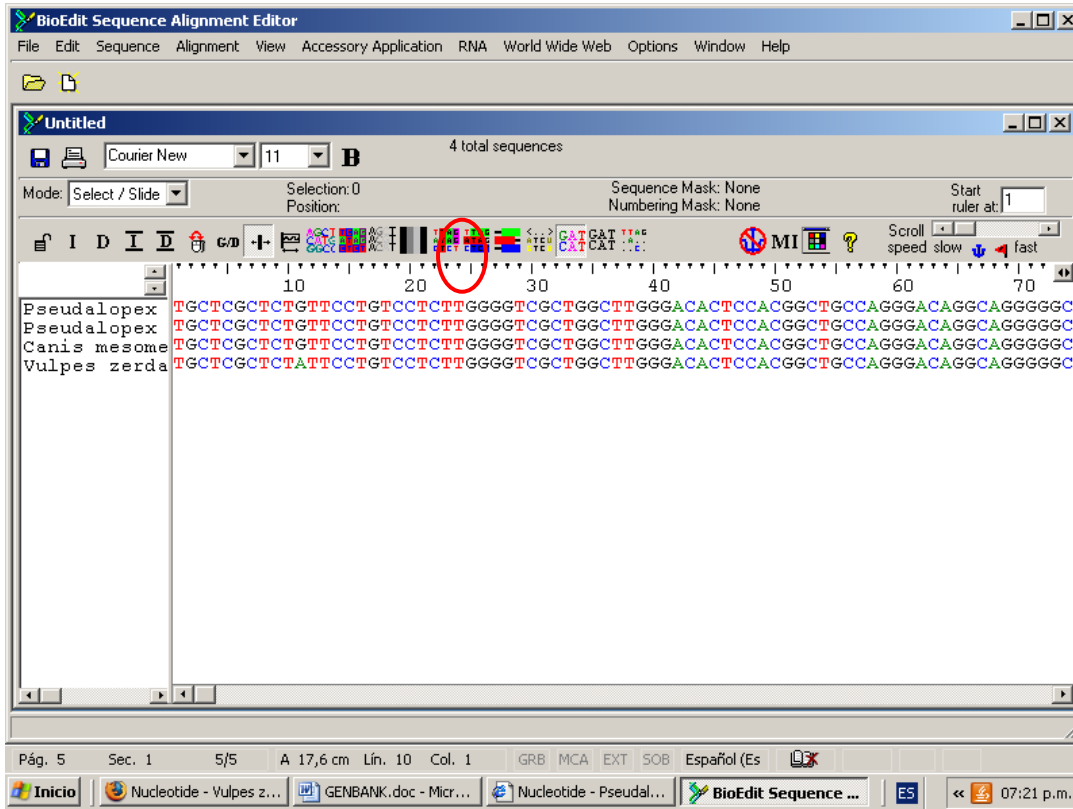 BioEdit Sequence Alignment Editor
File Edit Sequence Alignment View Accessory Application RNA World Wide Web Options Window Help
Untitled
Courier New 11 B 4 total sequences
Mode: Select / Slide Selection: 0 Sequence Mask: None Start
Position: Numbering Mask: None ruler at: 1
I D I D G/D GAT GAT MI Scroll
CAT CAT speed slow fast
10 20 30 40 50 60 70
Pseudalopex TGCTCGCTCTGTTCCTGTCCTCTTGGGGTCGCTGGCTTGGGACACTCCACGGCTGCCAGGGACAGGCAGGGGGC
Pseudalopex TGCTCGCTCTGTTCCTGTCCTCTTGGGGTCGCTGGCTTGGGACACTCCACGGCTGCCAGGGACAGGCAGGGGGC
Canis mesome TGCTCGCTCTGTTCCTGTCCTCTTGGGGTCGCTGGCTTGGGACACTCCACGGCTGCCAGGGACAGGCAGGGGGC
Vulpes zerda TGCTCGCTCTATTCCTGTCCTCTTGGGGTCGCTGGCTTGGGACACTCCACGGCTGCCAGGGACAGGCAGGGGGC
Pág. 5 Sec. 1 5/5 A 17,6 cm Lín. 10 Col. 1 GRB MCA EXT SOB Español (Es
Inicio Nucleotide - Vulpes z... GENBANK.doc - Micr... Nucleotide - Pseudal... BioEdit Sequence ... ES « 07:21 p.m.